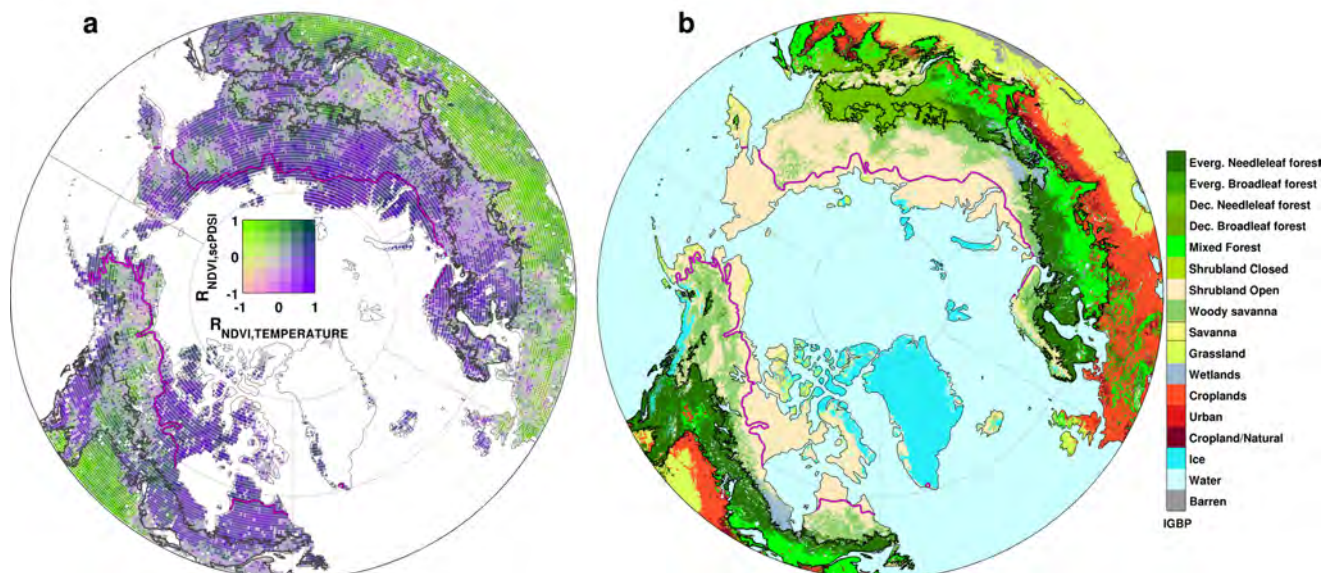 a
b
1
0
-1
-1 0 1
R NDVI,scPDSI
R NDVI,TEMPERATURE
Everg. Needleleaf forest
Everg. Broadleaf forest
Dec. Needleleaf forest
Dec. Broadleaf forest
Mixed Forest
Shrubland Closed
Shrubland Open
Woody savanna
Savanna
Grassland
Wetlands
Croplands
Urban
Cropland/Natural
Ice
Water
Barren
IGBP